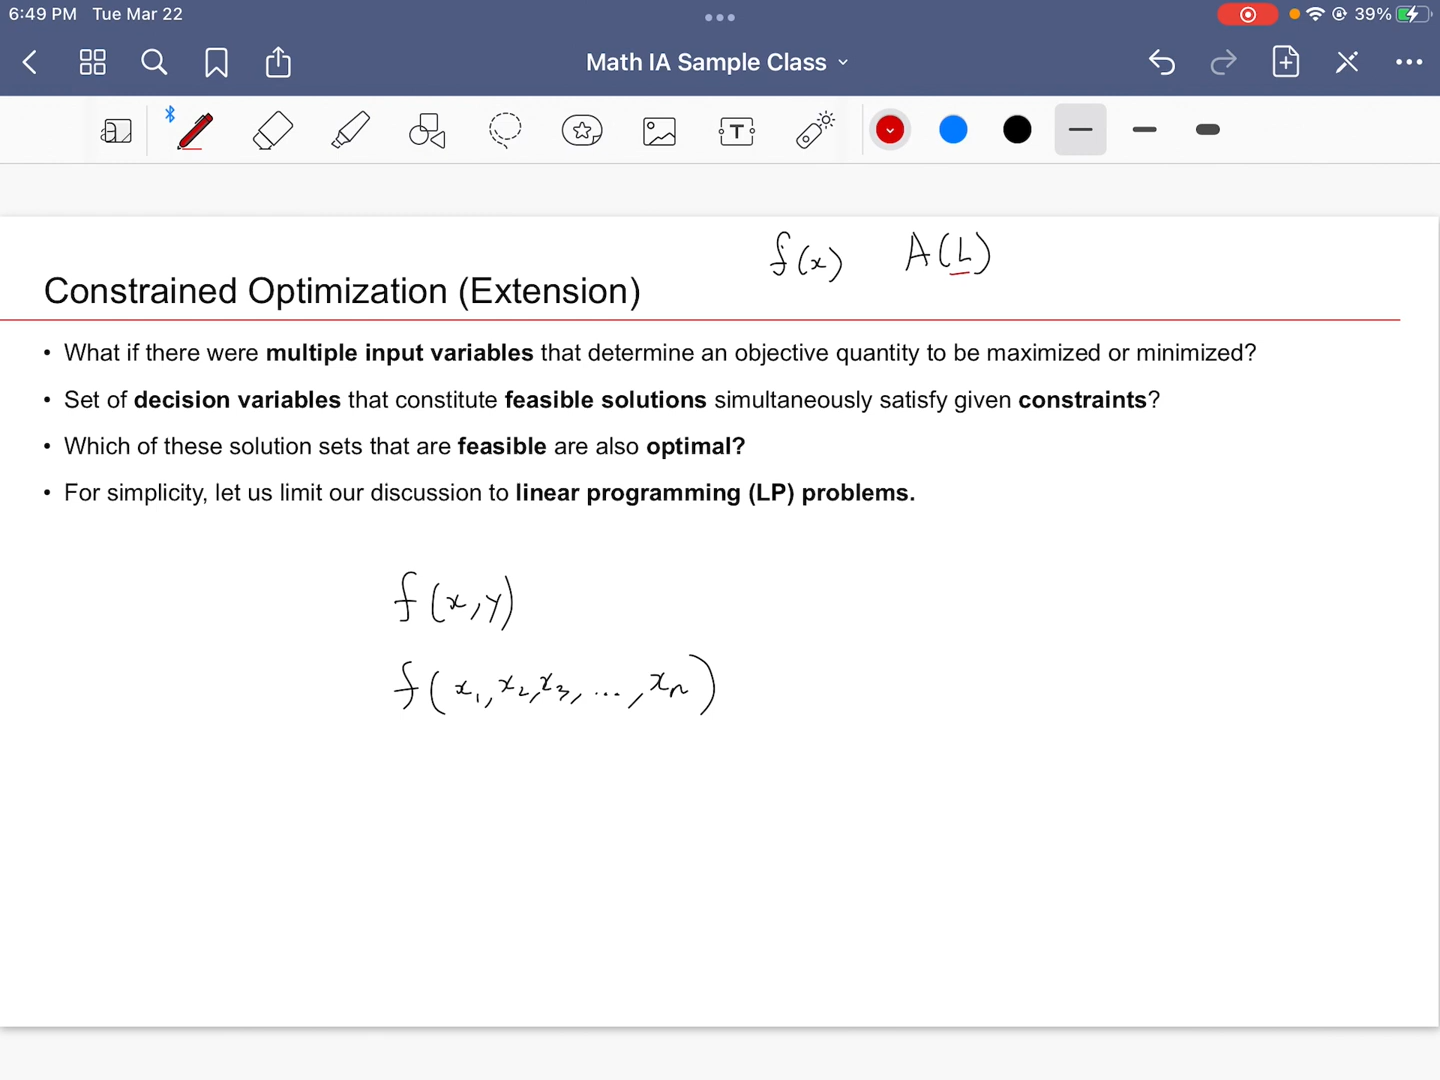 6:49 PM Tue Mar 22
39%
Math IA Sample Class
f(x) A(L)
Constrained Optimization (Extension)
• What if there were multiple input variables that determine an objective quantity to be maximized or minimized?
• Set of decision variables that constitute feasible solutions simultaneously satisfy given constraints?
• Which of these solution sets that are feasible are also optimal?
• For simplicity, let us limit our discussion to linear programming (LP) problems.
f(x,y)
f(x₁,x₂,x₃,...,xₙ)